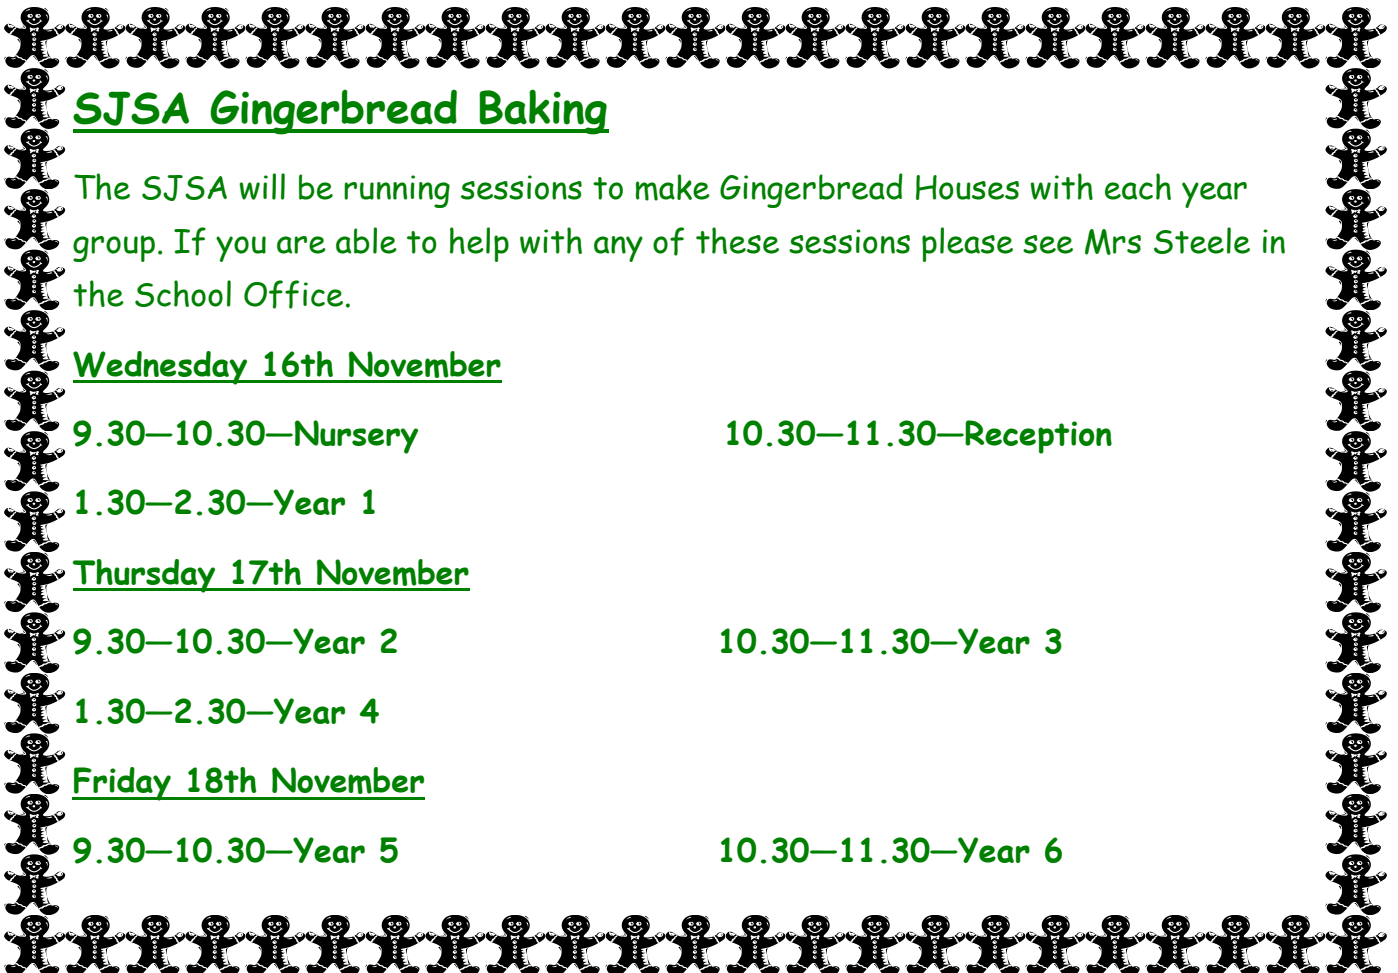 SJSA Gingerbread Baking
The SJSA will be running sessions to make Gingerbread Houses with each year
group. If you are able to help with any of these sessions please see Mrs Steele in
the School Office.
Wednesday 16th November
9.30—10.30—Nursery 10.30—11.30—Reception
1.30—2.30—Year 1
Thursday 17th November
9.30—10.30—Year 2 10.30—11.30—Year 3
1.30—2.30—Year 4
Friday 18th November
9.30—10.30—Year 5 10.30—11.30—Year 6